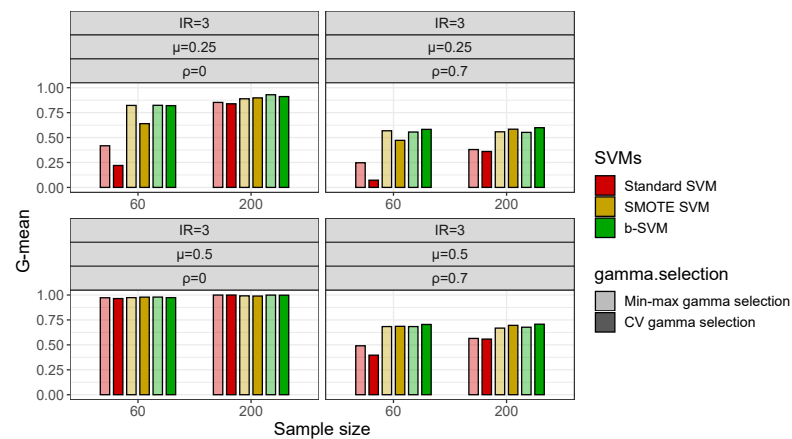 IR=3
μ=0.25
ρ=0
IR=3
μ=0.25
ρ=0.7
1.00
0.75
0.50
0.25
0.00
60
200
60
200
IR=3
μ=0.5
ρ=0
IR=3
μ=0.5
ρ=0.7
1.00
0.75
0.50
0.25
0.00
60
200
60
200
G-mean
Sample size
SVMs
Standard SVM
SMOTE SVM
b-SVM
gamma.selection
Min-max gamma selection
CV gamma selection